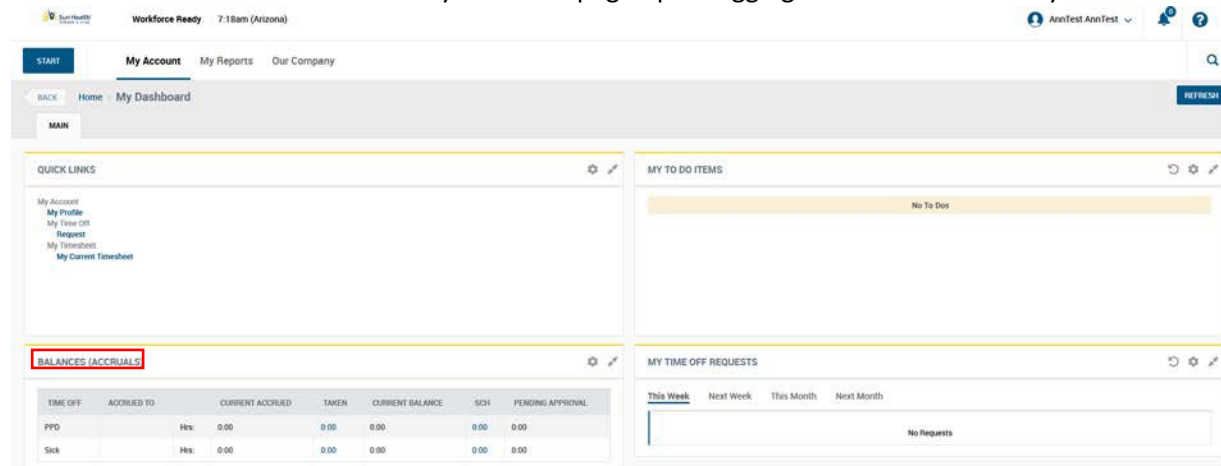 Sun Health Workforce Ready 7:18am (Arizona) AnnTest AnnTest 0 ?
START My Account My Reports Our Company
BACK Home My Dashboard REFRESH
MAIN
QUICK LINKS
My Account
My Profile
My Time Off
Request
My Timesheet
My Current Timesheet
MY TO DO ITEMS
No To Dos
BALANCES (ACCRUALS)
TIME OFF ACCRUED TO CURRENT ACCRUED TAKEN CURRENT BALANCE SCH PENDING APPROVAL
PPD Hrs: 0:00 0:00 0:00 0:00 0:00
Sick Hrs: 0:00 0:00 0:00 0:00 0:00
MY TIME OFF REQUESTS
This Week Next Week This Month Next Month
No Requests